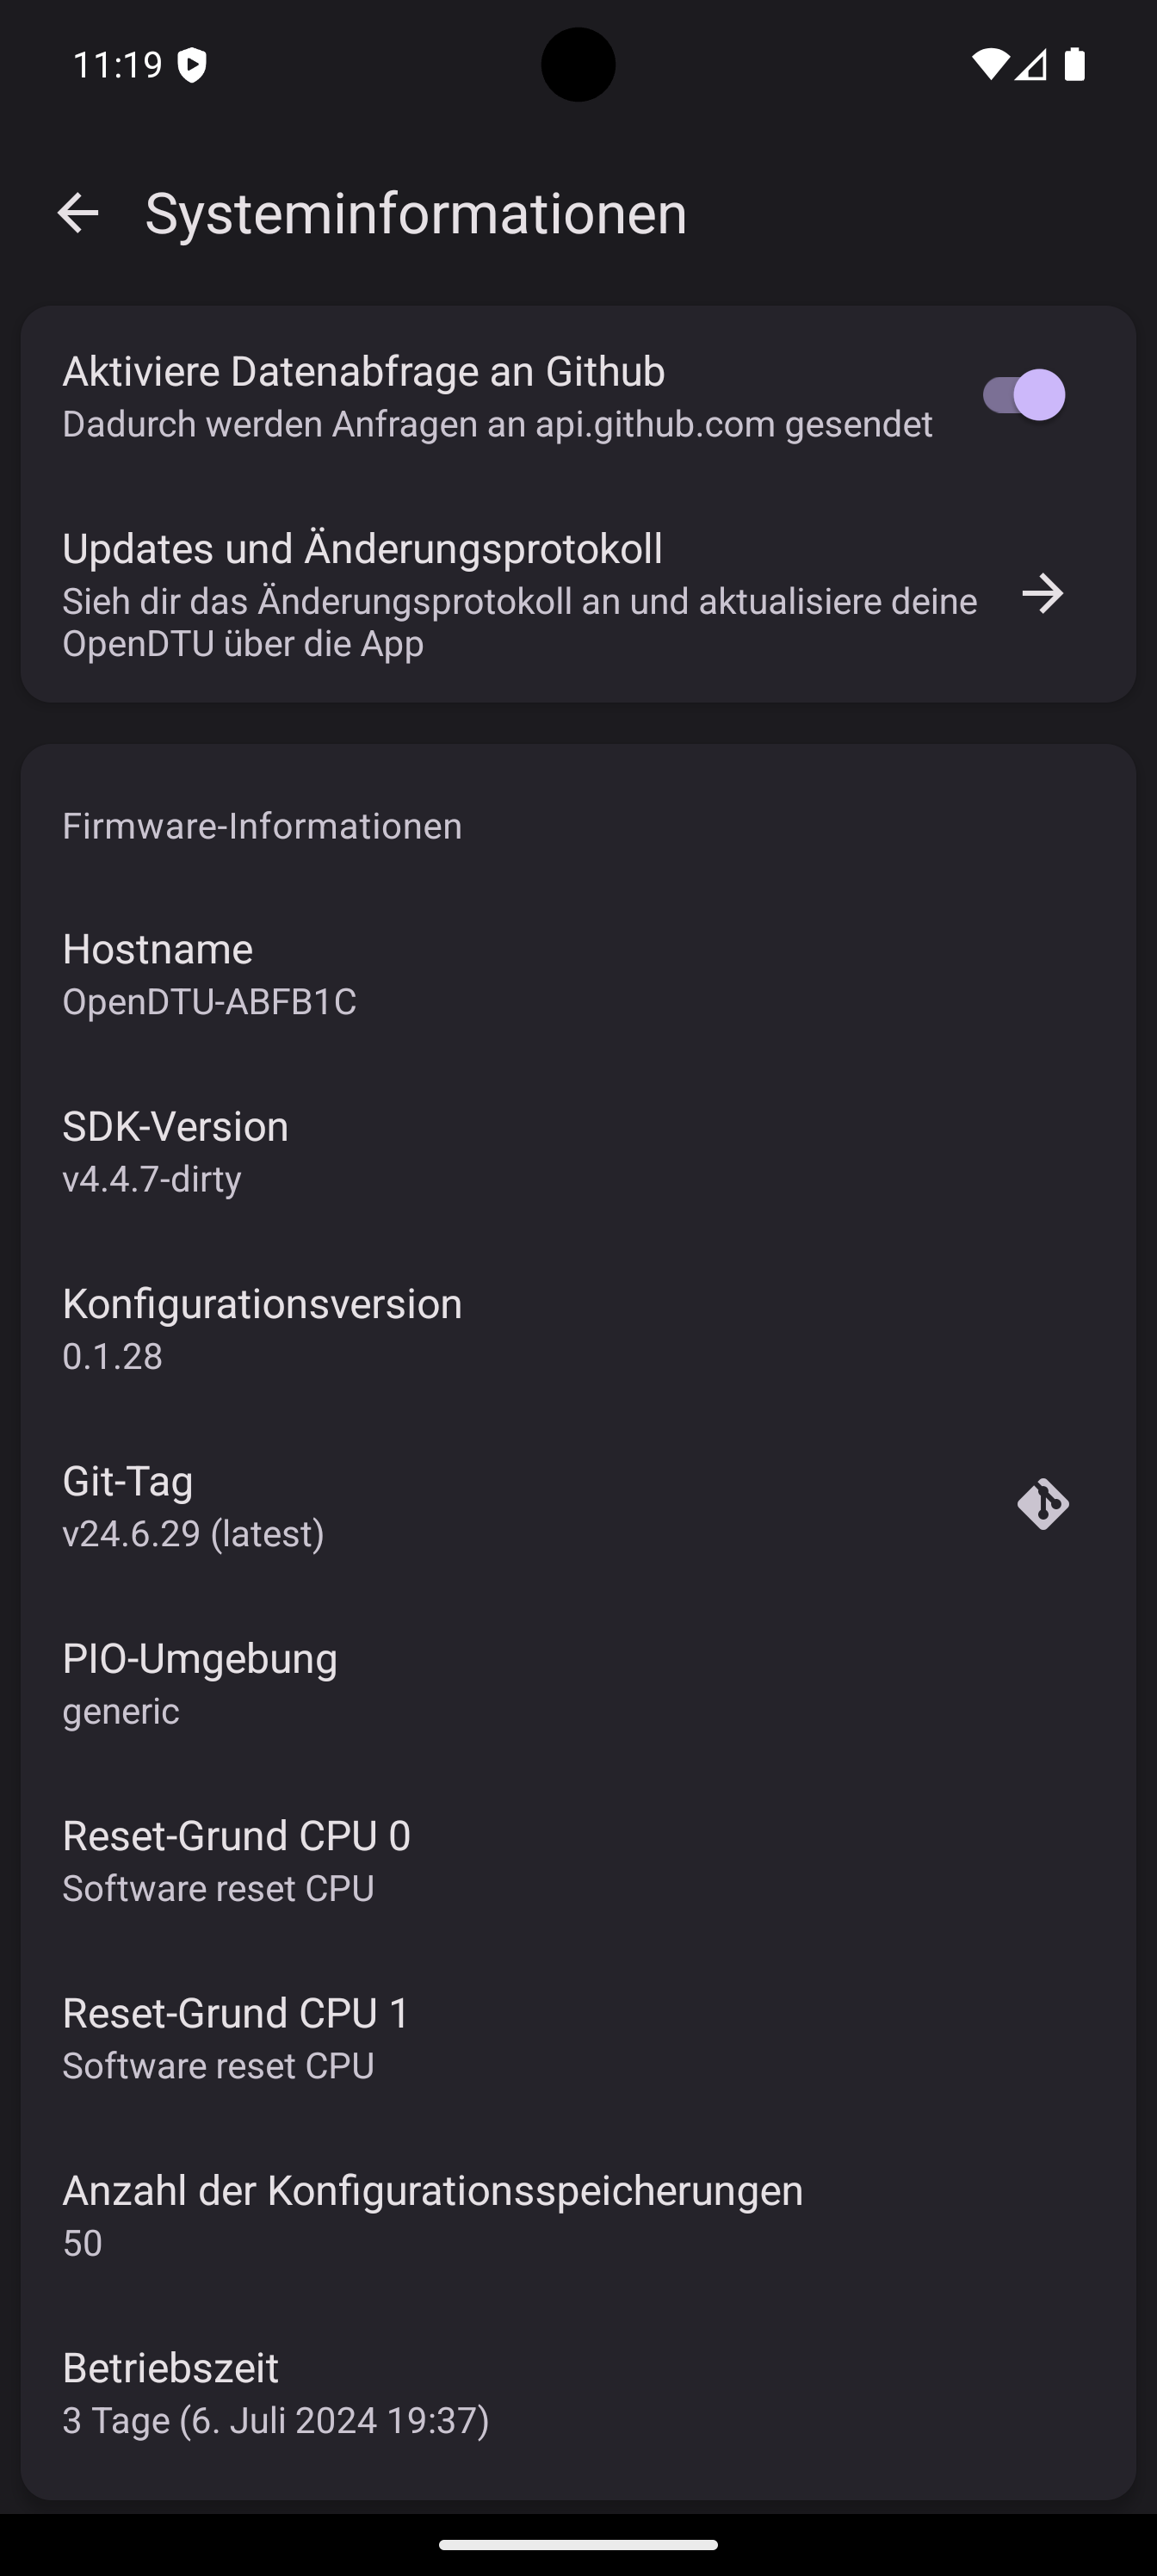 11:19
Systeminformationen
Aktiviere Datenabfrage an Github
Dadurch werden Anfragen an api.github.com gesendet
Updates und Änderungsprotokoll
Sieh dir das Änderungsprotokoll an und aktualisiere deine
OpenDTU über die App
Firmware-Informationen
Hostname
OpenDTU-ABFB1C
SDK-Version
v4.4.7-dirty
Konfigurationsversion
0.1.28
Git-Tag
v24.6.29 (latest)
PIO-Umgebung
generic
Reset-Grund CPU 0
Software reset CPU
Reset-Grund CPU 1
Software reset CPU
Anzahl der Konfigurationsspeicherungen
50
Betriebszeit
3 Tage (6. Juli 2024 19:37)